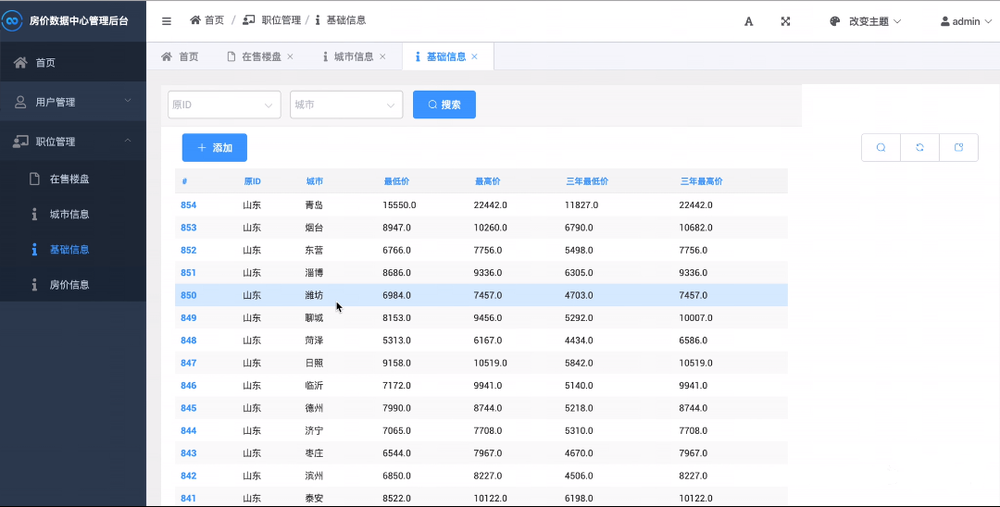 房价数据中心管理后台
首页 / 职位管理 / 基础信息
A
改变主题
admin
首页
在售楼盘 ×
城市信息 ×
基础信息 ×
首页
用户管理
职位管理
在售楼盘
城市信息
基础信息
房价信息
原ID
城市
搜索
+ 添加
# 原ID 城市 最低价 最高价 三年最低价 三年最高价
854 山东 青岛 15550.0 22442.0 11827.0 22442.0
853 山东 烟台 8947.0 10260.0 6790.0 10682.0
852 山东 东营 6766.0 7756.0 5498.0 7756.0
851 山东 淄博 8686.0 9336.0 6305.0 9336.0
850 山东 潍坊 6984.0 7457.0 4703.0 7457.0
849 山东 聊城 8153.0 9456.0 5292.0 10007.0
848 山东 菏泽 5313.0 6167.0 4434.0 6586.0
847 山东 日照 9158.0 10519.0 5842.0 10519.0
846 山东 临沂 7172.0 9941.0 5140.0 9941.0
845 山东 德州 7990.0 8744.0 5218.0 8744.0
844 山东 济宁 7065.0 7708.0 5310.0 7708.0
843 山东 枣庄 6544.0 7967.0 4670.0 7967.0
842 山东 滨州 6850.0 8227.0 4506.0 8227.0
841 山东 泰安 8522.0 10122.0 6198.0 10122.0